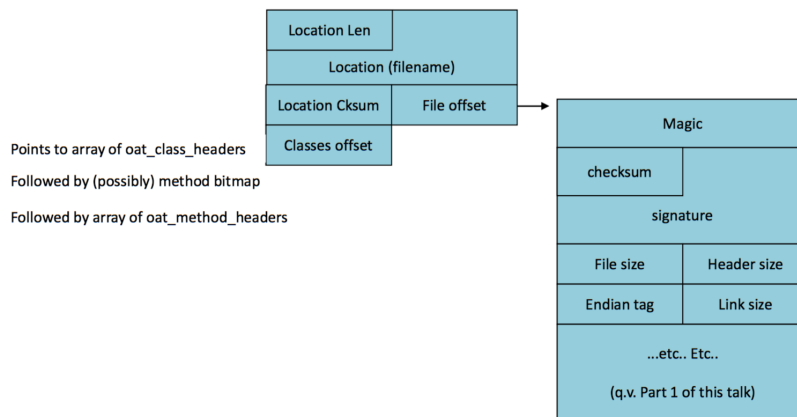 Location Len
Location (filename)
Location Cksum
File offset
Classes offset
Points to array of oat_class_headers
Followed by (possibly) method bitmap
Followed by array of oat_method_headers
Magic
checksum
signature
File size
Header size
Endian tag
Link size
...etc.. Etc..
(q.v. Part 1 of this talk)